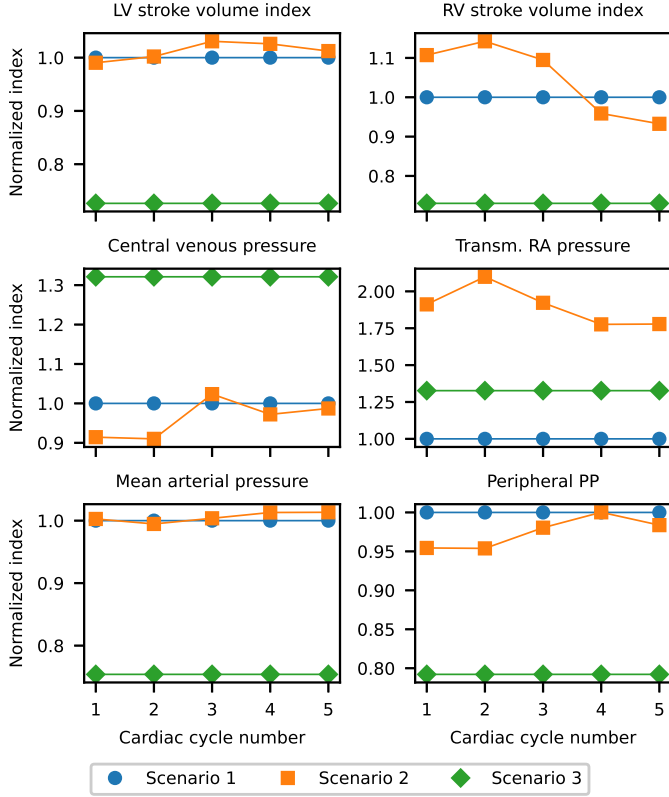 LV stroke volume index
RV stroke volume index
Normalized index
1.0
0.9
0.8
1.1
1.0
0.9
0.8
Central venous pressure
Transm. RA pressure
Normalized index
1.3
1.2
1.1
1.0
0.9
2.00
1.75
1.50
1.25
1.00
Mean arterial pressure
Peripheral PP
Normalized index
1.0
0.9
0.8
1.00
0.95
0.90
0.85
0.80
1 2 3 4 5
1 2 3 4 5
Cardiac cycle number
Cardiac cycle number
Scenario 1 Scenario 2 Scenario 3